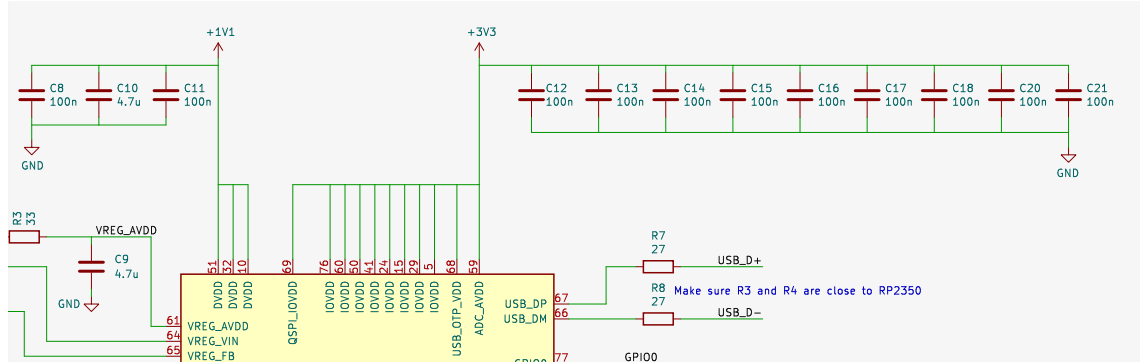 +1V1
+3V3
C8
100n
C10
4.7u
C11
100n
C12
100n
C13
100n
C14
100n
C15
100n
C16
100n
C17
100n
C18
100n
C20
100n
C21
100n
GND
GND
R3
33
VREG_AVDD
C9
4.7u
GND
51
32
10
69
76
60
50
41
24
15
29
5
68
59
DVDD
DVDD
DVDD
QSPI_IOVDD
IOVDD
IOVDD
IOVDD
IOVDD
IOVDD
IOVDD
IOVDD
IOVDD
USB_OTP_VDD
ADC_AVDD
61
VREG_AVDD
64
VREG_VIN
65
VREG_FB
USB_DP
67
USB_DM
66
R7
27
USB_D+
R8
27
Make sure R3 and R4 are close to RP2350
USB_D-
GPIO0
77
GPIO0